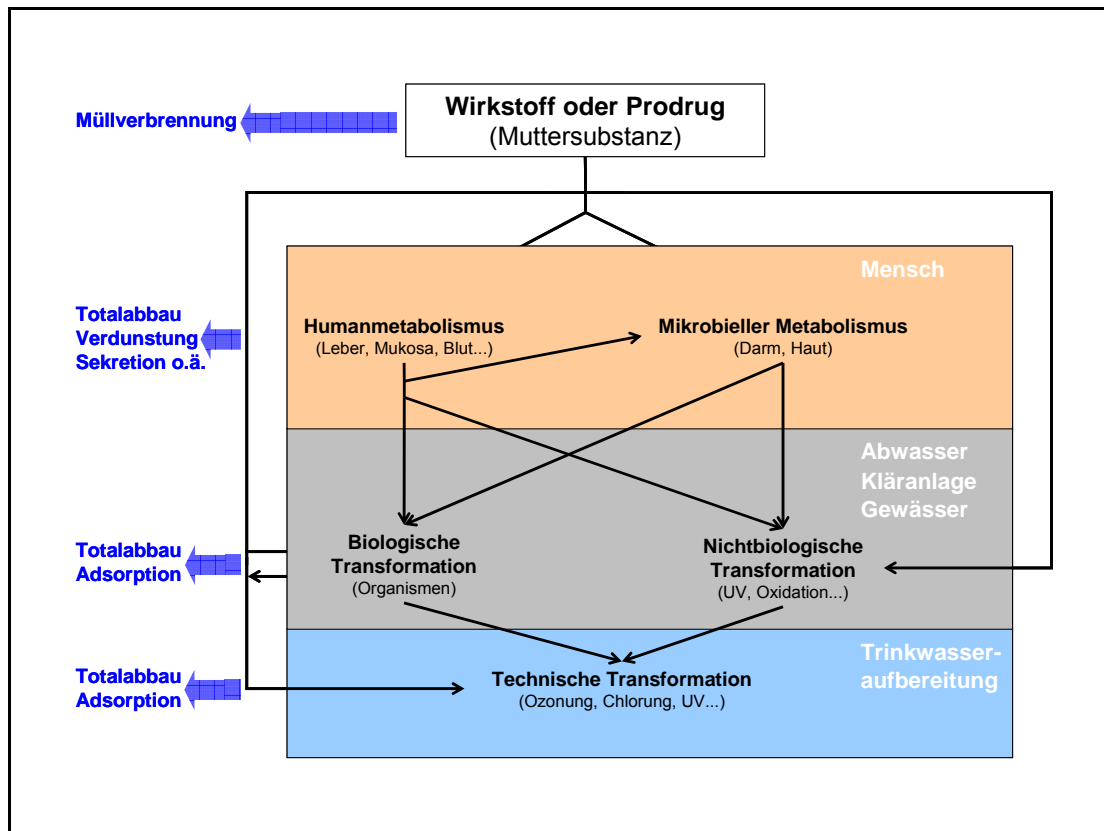 Wirkstoff oder Prodrug
(Muttersubstanz)
Müllverbrennung
Mensch
Totalabbau
Verdunstung
Sekretion o.ä.
Humanmetabolismus
(Leber, Mukosa, Blut...)
Mikrobieller Metabolismus
(Darm, Haut)
Abwasser
Kläranlage
Gewässer
Totalabbau
Adsorption
Biologische
Transformation
(Organismen)
Nichtbiologische
Transformation
(UV, Oxidation...)
Trinkwasser-
aufbereitung
Totalabbau
Adsorption
Technische Transformation
(Ozonung, Chlorung, UV...)